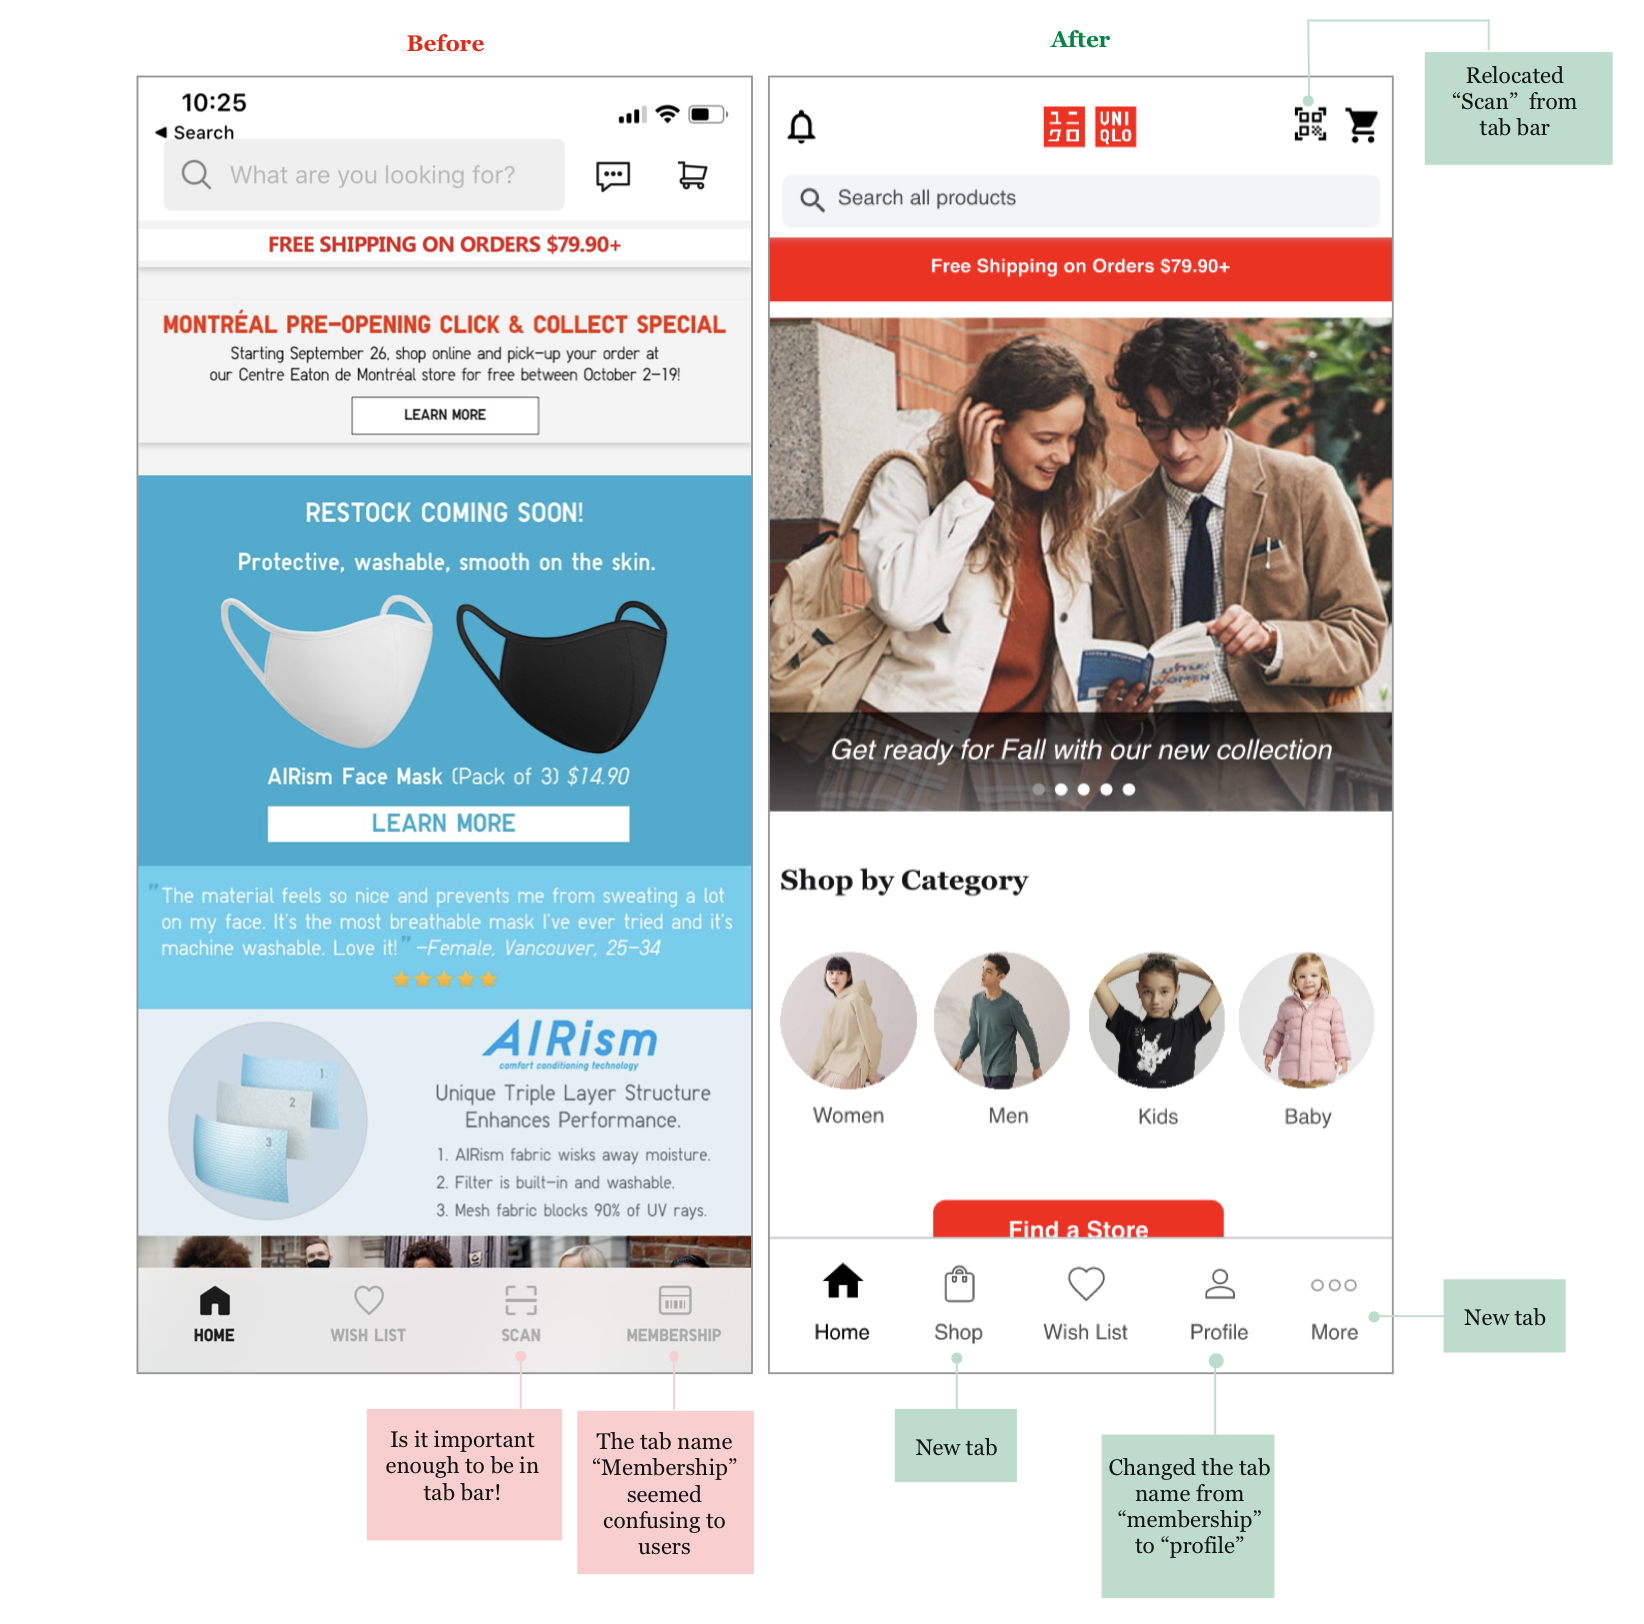 Before
After
Relocated
“Scan” from
tab bar
10:25
Search
What are you looking for?
FREE SHIPPING ON ORDERS $79.90+
MONTRÉAL PRE-OPENING CLICK & COLLECT SPECIAL
Starting September 26, shop online and pick-up your order at
our Centre Eaton de Montréal store for free between October 2-19!
LEARN MORE
RESTOCK COMING SOON!
Protective, washable, smooth on the skin.
AIRism Face Mask (Pack of 3) $14.90
LEARN MORE
"The material feels so nice and prevents me from sweating a lot
on my face. It's the most breathable mask I've ever tried and it's
machine washable. Love it!" -Female, Vancouver, 25-34
AIRism
comfort conditioning technology
Unique Triple Layer Structure
Enhances Performance.
1
2
3
1. AIRism fabric wisks away moisture.
2. Filter is built-in and washable.
3. Mesh fabric blocks 90% of UV rays.
HOME
WISH LIST
SCAN
MEMBERSHIP
Is it important
enough to be in
tab bar!
The tab name
“Membership”
seemed
confusing to
users
ユニ
クロ
UNI
QLO
Search all products
Free Shipping on Orders $79.90+
LITTLE
WOMEN
Get ready for Fall with our new collection
Shop by Category
Women
Men
Kids
Baby
Find a Store
Home
Shop
Wish List
Profile
More
New tab
New tab
Changed the tab
name from
“membership”
to “profile”